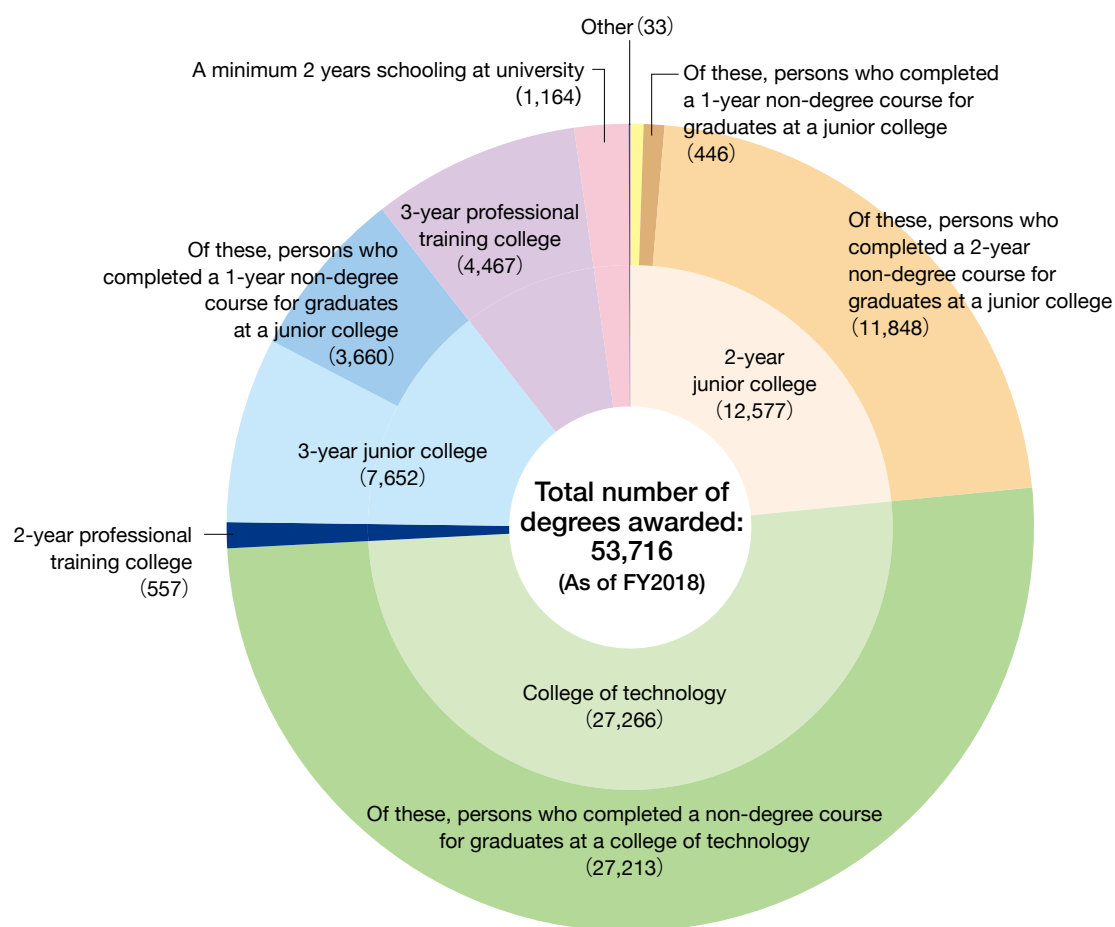 Other（33）
A minimum 2 years schooling at university
（1,164）
Of these, persons who completed
a 1-year non-degree course for
graduates at a junior college
（446）
3-year professional
training college
（4,467）
Of these, persons who
completed a 2-year
non-degree course for
graduates at a junior college
（11,848）
Of these, persons who
completed a 1-year non-degree
course for graduates
at a junior college
（3,660）
2-year
junior college
（12,577）
3-year junior college
（7,652）
Total number of
degrees awarded:
53,716
(As of FY2018)
2-year professional
training college
（557）
College of technology
（27,266）
Of these, persons who completed a non-degree course
for graduates at a college of technology
（27,213）